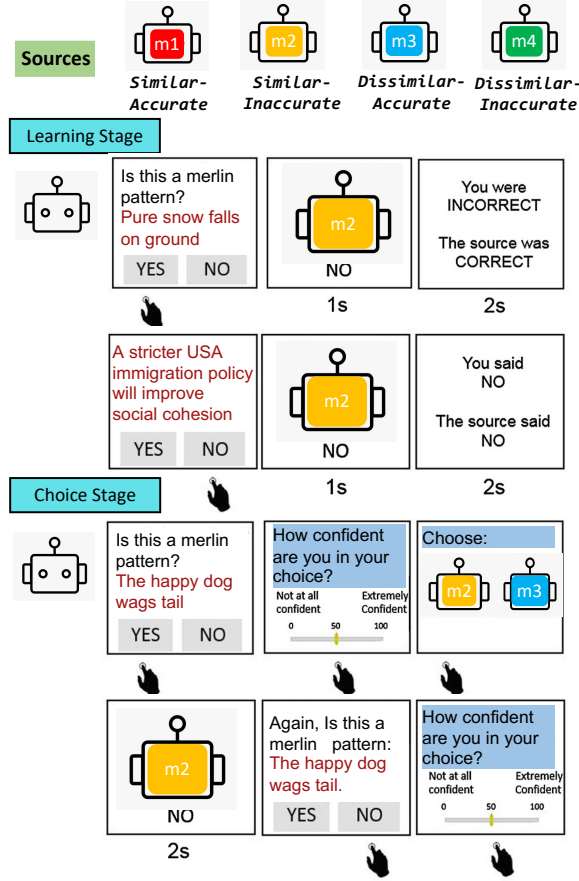 Sources
m1
m2
m3
m4
Similar-
Accurate
Similar-
Inaccurate
Dissimilar-
Accurate
Dissimilar-
Inaccurate
Learning Stage
Is this a merlin
pattern?
Pure snow falls
on ground
YES NO
m2
NO
1s
You were
INCORRECT
The source was
CORRECT
2s
A stricter USA
immigration policy
will improve
social cohesion
YES NO
m2
NO
1s
You said
NO
The source said
NO
2s
Choice Stage
Is this a merlin
pattern?
The happy dog
wags tail
YES NO
How confident
are you in your
choice?
Not at all
confident
Extremely
Confident
0 50 100
Choose:
m2 m3
m2
NO
2s
Again, Is this a
merlin pattern:
The happy dog
wags tail.
YES NO
How confident
are you in your
choice?
Not at all
confident
Extremely
Confident
0 50 100